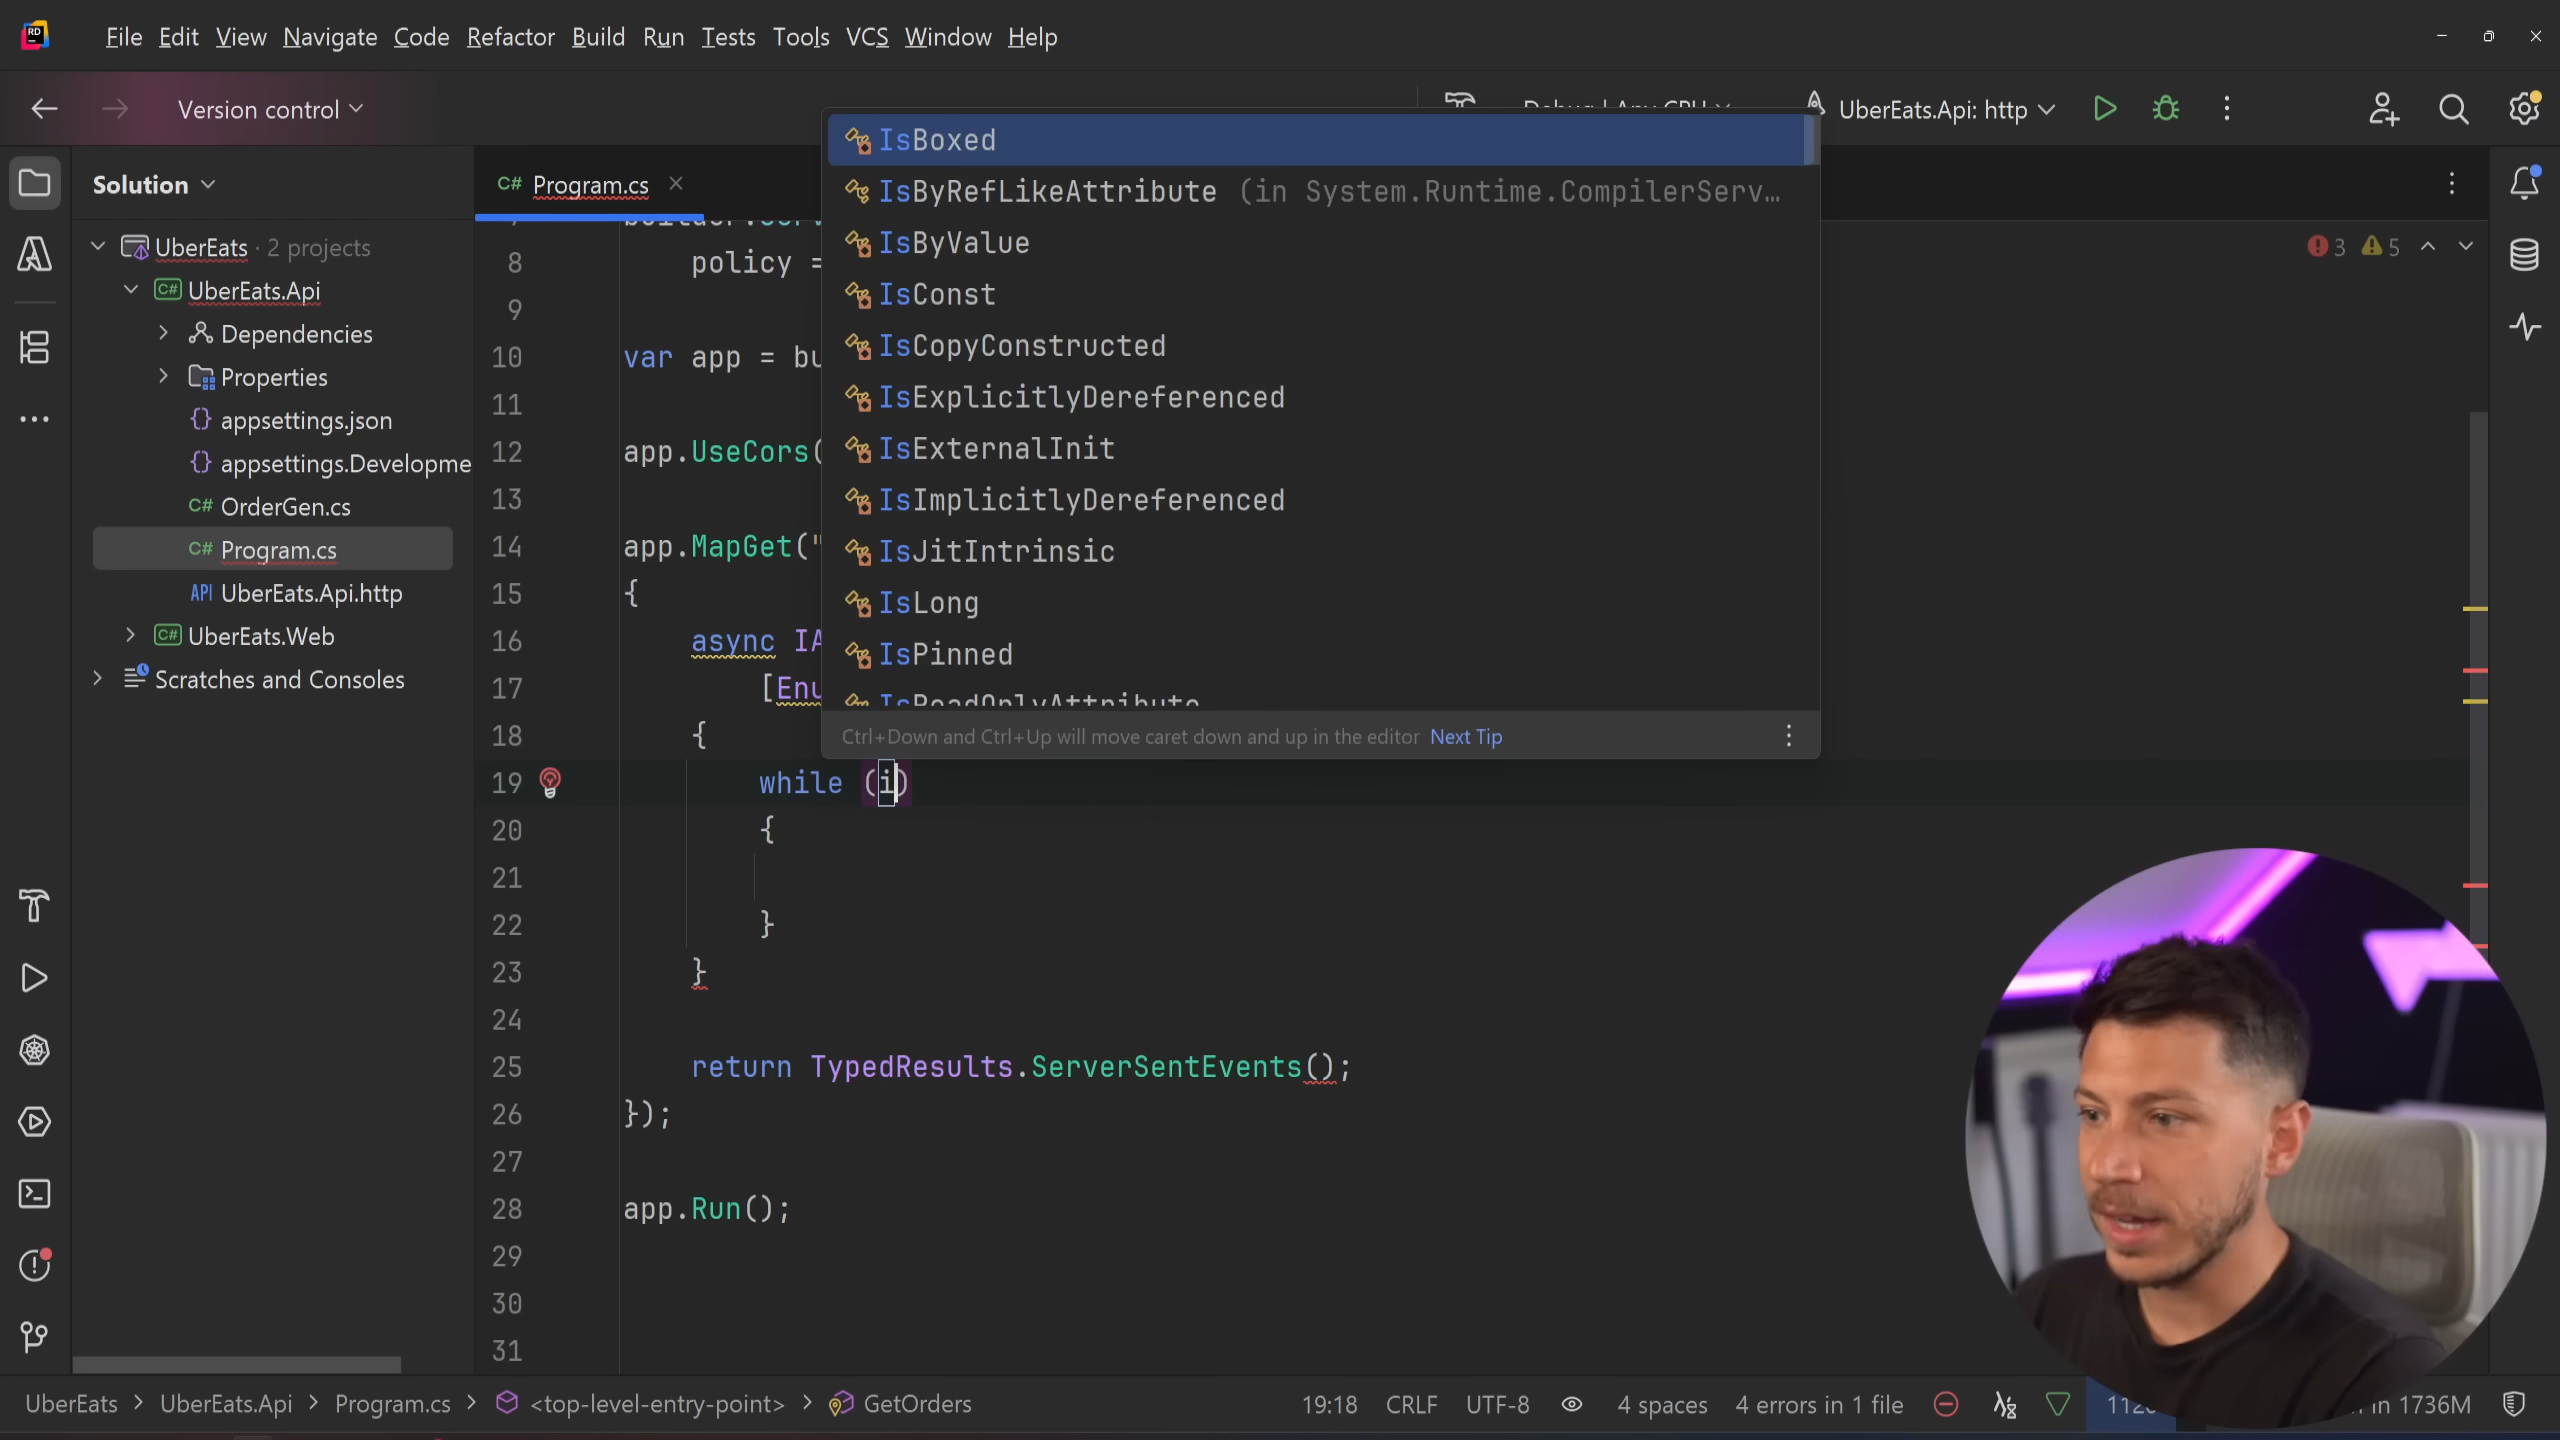 RD
File Edit View Navigate Code Refactor Build Run Tests Tools VCS Window Help
Version control
UberEats.Api: http
Solution
C# Program.cs
UberEats · 2 projects
C# UberEats.Api
Dependencies
Properties
{} appsettings.json
{} appsettings.Developme
C# OrderGen.cs
C# Program.cs
API UberEats.Api.http
C# UberEats.Web
Scratches and Consoles
3 5
8 policy =
9
10 var app = bu
11
12 app.UseCors(
13
14 app.MapGet("
15 {
16 async IA
17 [Enu
18 {
19 while (i)
20 {
21
22 }
23 }
24
25 return TypedResults.ServerSentEvents();
26 });
27
28 app.Run();
29
30
31
IsBoxed
IsByRefLikeAttribute (in System.Runtime.CompilerServ…
IsByValue
IsConst
IsCopyConstructed
IsExplicitlyDereferenced
IsExternalInit
IsImplicitlyDereferenced
IsJitIntrinsic
IsLong
IsPinned
IsReadOnlyAttribute
Ctrl+Down and Ctrl+Up will move caret down and up in the editor Next Tip
UberEats > UberEats.Api > Program.cs > <top-level-entry-point> > GetOrders
19:18 CRLF UTF-8 4 spaces 4 errors in 1 file
in 1736M